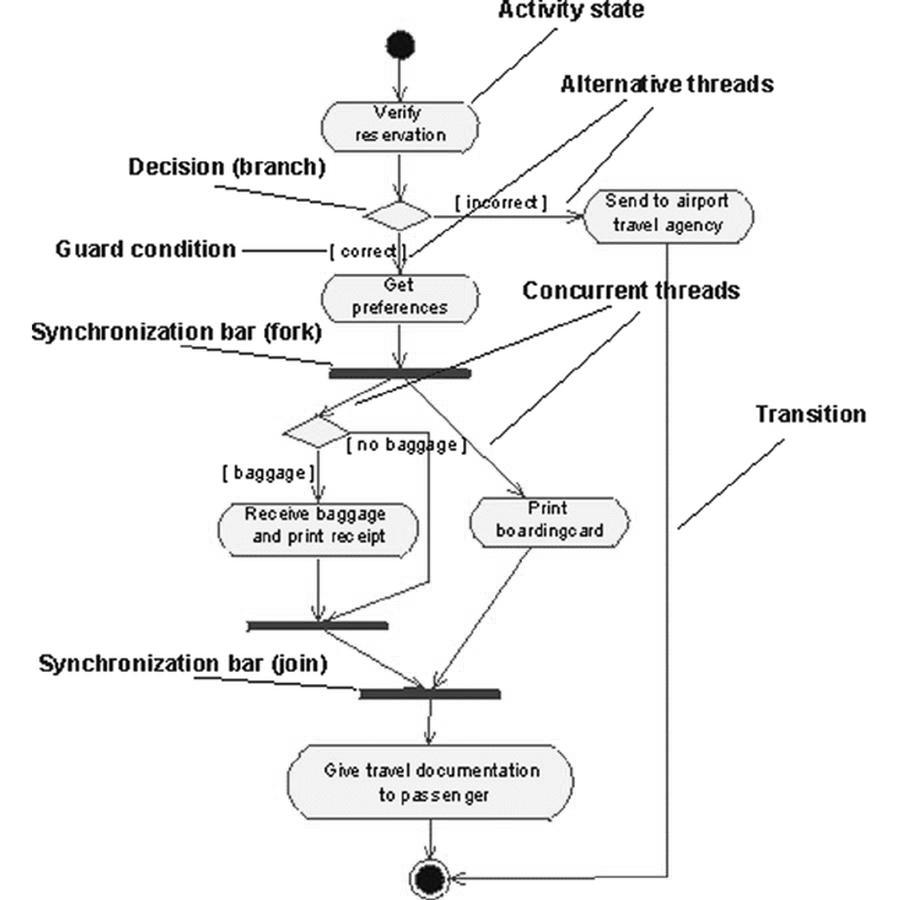 Activity state
Alternative threads
Verify
reservation
Decision (branch)
[ incorrect ]
Send to airport
travel agency
Guard condition
[ correct ]
Get
preferences
Concurrent threads
Synchronization bar (fork)
Transition
[ no baggage ]
[ baggage ]
Receive baggage
and print receipt
Print
boardingcard
Synchronization bar (join)
Give travel documentation
to passenger